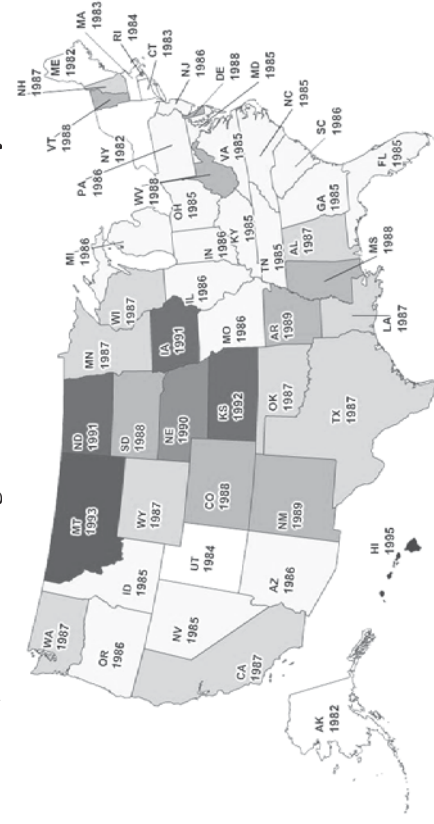 WA
1987
OR
1986
CA
1987
NV
1985
ID
1985
MT
1993
WY
1987
UT
1984
AZ
1986
CO
1988
NM
1989
ND
1991
SD
1988
NE
1990
KS
1992
OK
1987
TX
1987
MN
1987
IA
1991
MO
1986
AR
1989
LA
1987
WI
1987
IL
1986
MI
1986
IN
1986
OH
1985
KY
1985
TN
1985
MS
1988
AL
1987
GA
1985
FL
1985
SC
1986
NC
1985
VA
1985
WV
1988
PA
1986
NY
1982
VT
1988
NH
1987
ME
1982
MA
1983
RI
1984
CT
1983
NJ
1986
DE
1988
MD
1985
AK
1982
HI
1995